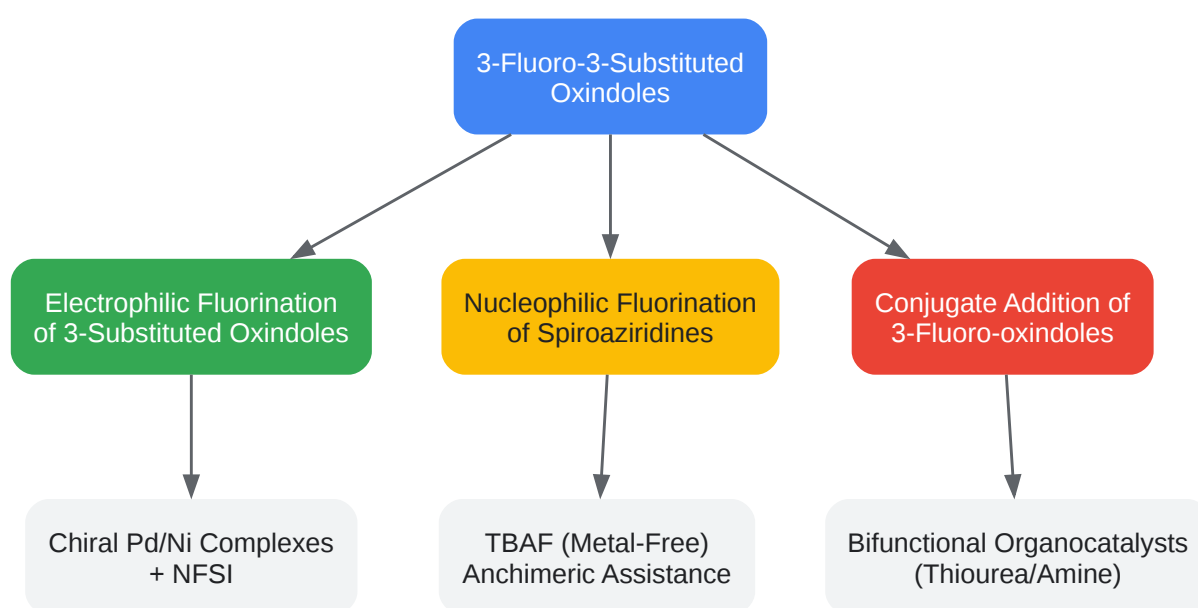 3-Fluoro-3-Substituted
Oxindoles
Electrophilic Fluorination
of 3-Substituted Oxindoles
Nucleophilic Fluorination
of Spiroaziridines
Conjugate Addition of
3-Fluoro-oxindoles
Chiral Pd/Ni Complexes
+ NFSI
TBAF (Metal-Free)
Anchimeric Assistance
Bifunctional Organocatalysts
(Thiourea/Amine)